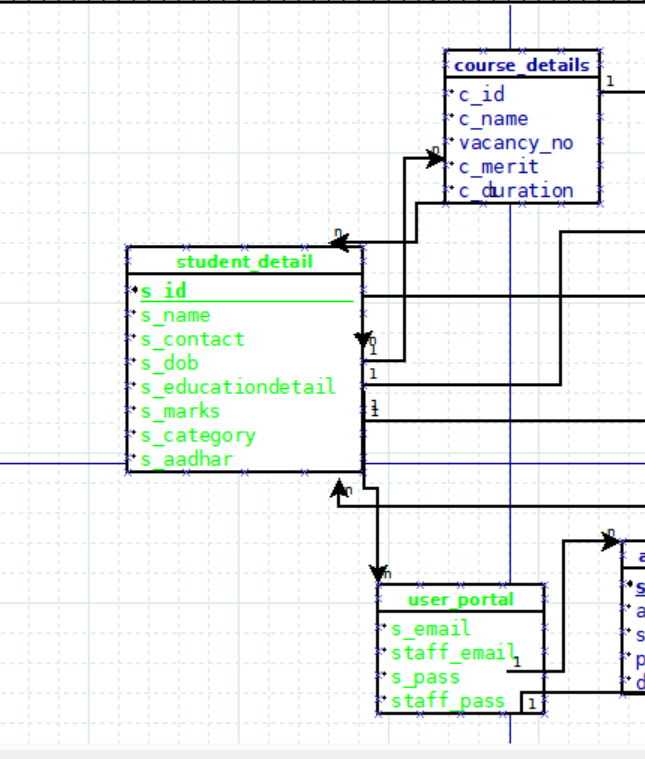 course_details
1
c_id
c_name
vacancy_no
n
c_merit
c_duration
1
n
student_detail
s_id
s_name
s_contact
n
1
s_dob
1
s_educationdetail
s_marks
1
1
s_category
s_aadhar
n
n
n
user_portal
a
s
s_email
a
staff_email
s
1
s_pass
p
staff_pass
1
d